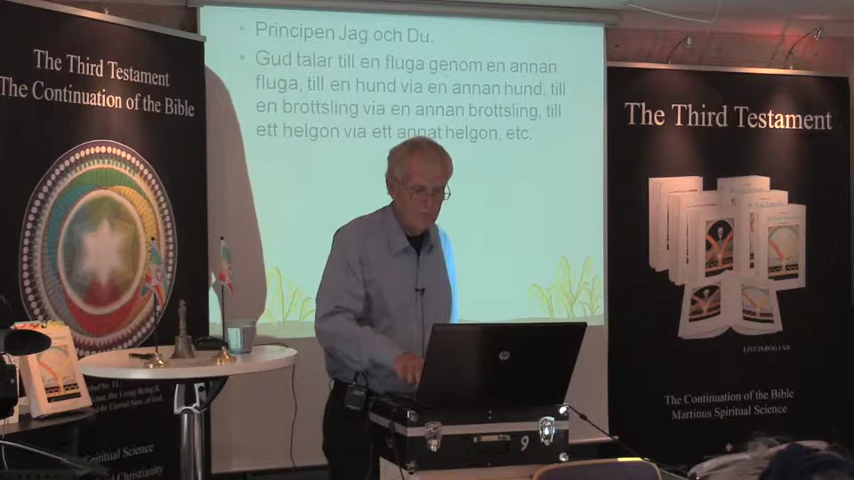 Principen Jag och Du.
Gud talar till en fluga genom en annan
fluga, till en hund via en annan hund, till
en brottsling via en annan brottsling, till
ett helgon via ett annat helgon, etc.
The Third Testament
The Continuation of the Bible
The Third Testament
The Continuation of the Bible
Martinus Spiritual Science
9